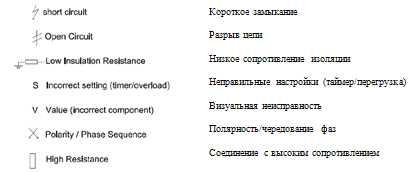 short circuit Короткое замыкание
Open Circuit Разрыв цепи
Low Insulation Resistance Низкое сопротивление изоляции
S Incorrect setting (timer/overload) Неправильные настройки (таймер/перегрузка)
V Value (incorrect component) Визуальная неисправность
Polarity / Phase Sequence Полярность/чередование фаз
High Resistance Соединение с высоким сопротивлением